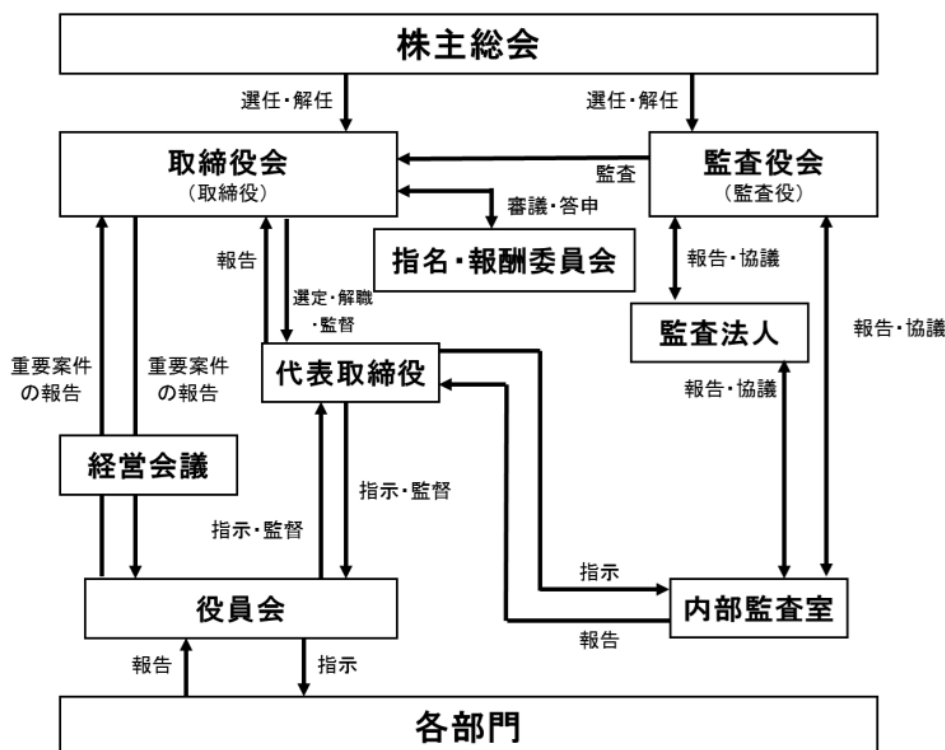 株主総会
選任・解任
選任・解任
取締役会
(取締役)
監査役会
(監査役)
監査
審議・答申
指名・報酬委員会
報告
報告・協議
選定・解職
・監督
監査法人
報告・協議
代表取締役
重要案件
の報告
重要案件
の報告
報告・協議
経営会議
指示・監督
指示・監督
指示
役員会
内部監査室
報告
報告
指示
各部門